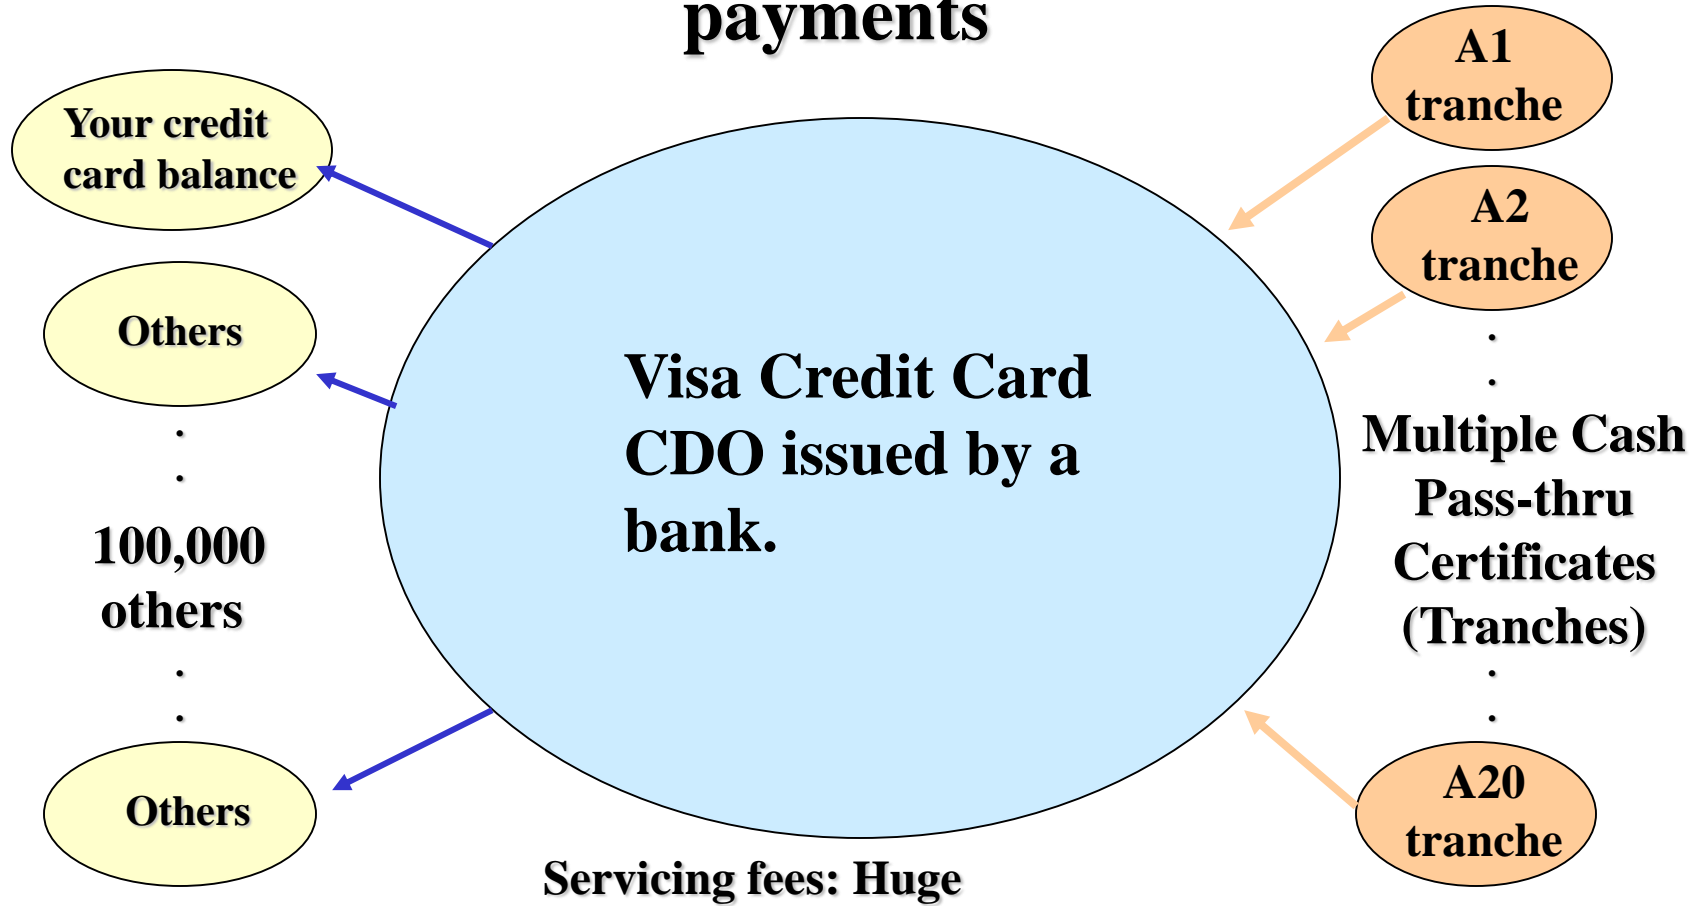 payments
Your credit
card balance
Others
.
.
100,000
others
.
.
Others
Visa Credit Card
CDO issued by a
bank.
Servicing fees: Huge
A1
tranche
A2
tranche
.
.
Multiple Cash
Pass-thru
Certificates
(Tranches)
.
.
A20
tranche